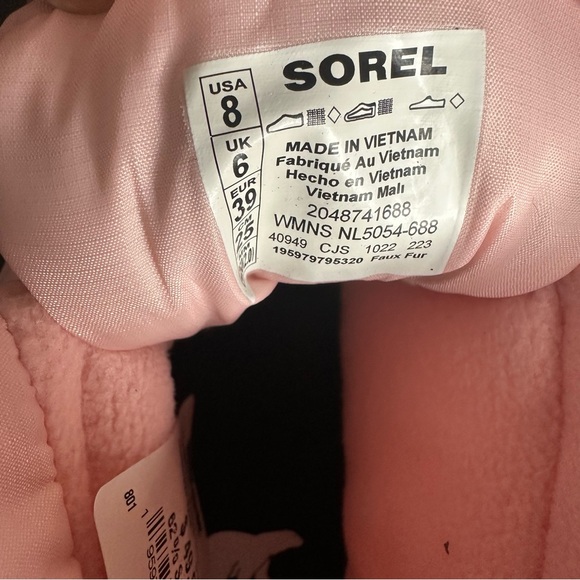 SOREL
USA
8
UK
6
EUR
39
MADE IN VIETNAM
Fabriqué Au Vietnam
Hecho en Vietnam
Vietnam Malı
2048741688
WMNS NL5054-688
40949 CJS 1022 223
195979795320 Faux Fur
801